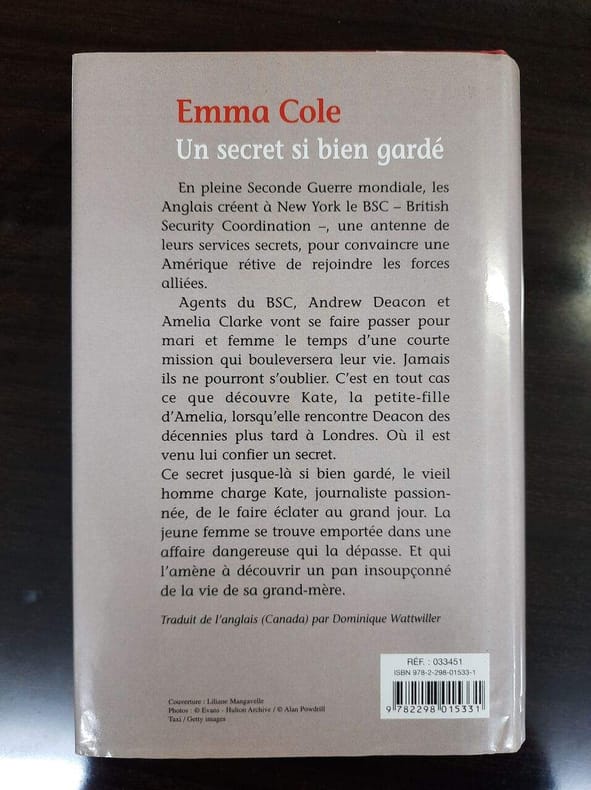 Emma Cole
Un secret si bien gardé
En pleine Seconde Guerre mondiale, les
Anglais créent à New York le BSC – British
Security Coordination –, une antenne de
leurs services secrets, pour convaincre une
Amérique rétive de rejoindre les forces
alliées.
Agents du BSC, Andrew Deacon et
Amelia Clarke vont se faire passer pour
mari et femme le temps d'une courte
mission qui bouleversera leur vie. Jamais
ils ne pourront s'oublier. C'est en tout cas
ce que découvre Kate, la petite-fille
d'Amelia, lorsqu'elle rencontre Deacon des
décennies plus tard à Londres. Où il est
venu lui confier un secret.
Ce secret jusque-là si bien gardé, le vieil
homme charge Kate, journaliste passion-
née, de le faire éclater au grand jour. La
jeune femme se trouve emportée dans une
affaire dangereuse qui la dépasse. Et qui
l'amène à découvrir un pan insoupçonné
de la vie de sa grand-mère.
Traduit de l'anglais (Canada) par Dominique Wattwiller
RÉF. : 033451
ISBN 978-2-298-01533-1
9 782298 015331
Couverture : Liliane Mangavelle
Photos : © Evans - Hulton Archive / © Alan Powdrill
Taxi / Getty images